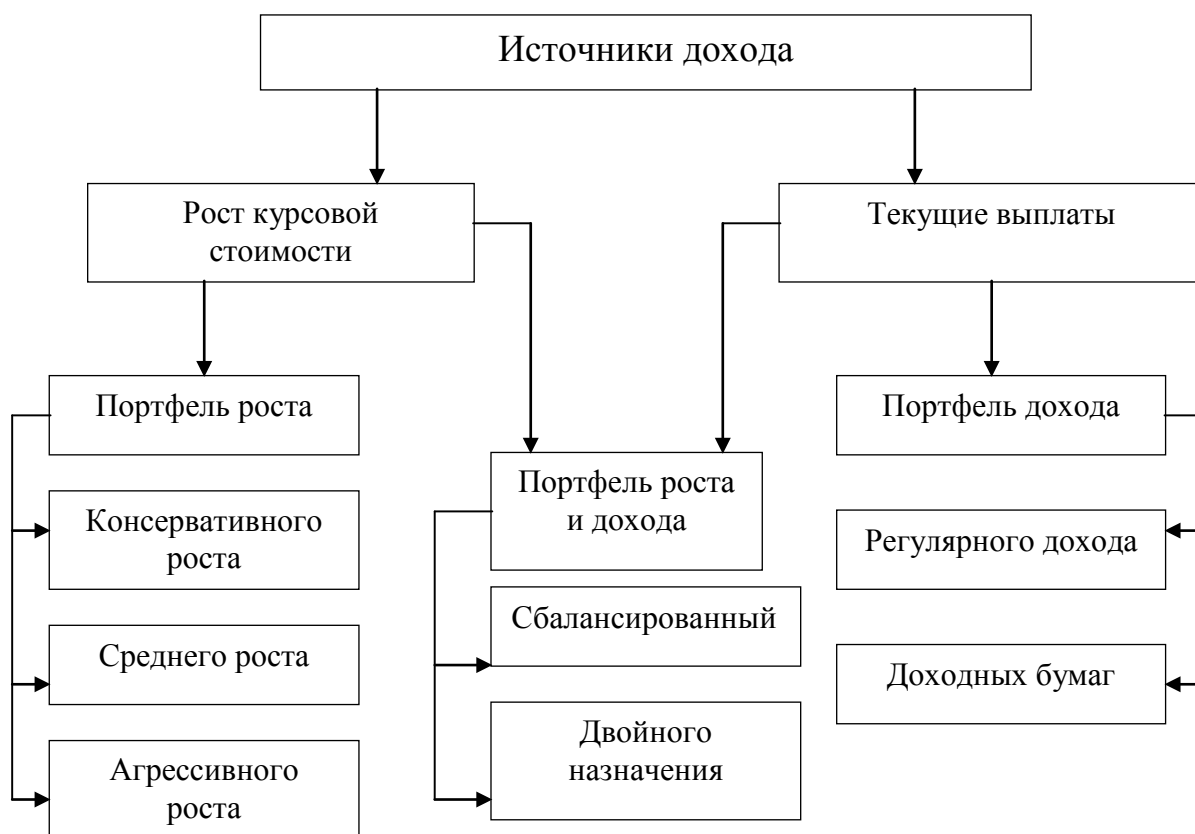 Источники дохода
Рост курсовой
стоимости
Текущие выплаты
Портфель роста
Консервативного
роста
Среднего роста
Агрессивного
роста
Портфель роста
и дохода
Сбалансированный
Двойного
назначения
Портфель дохода
Регулярного дохода
Доходных бумаг